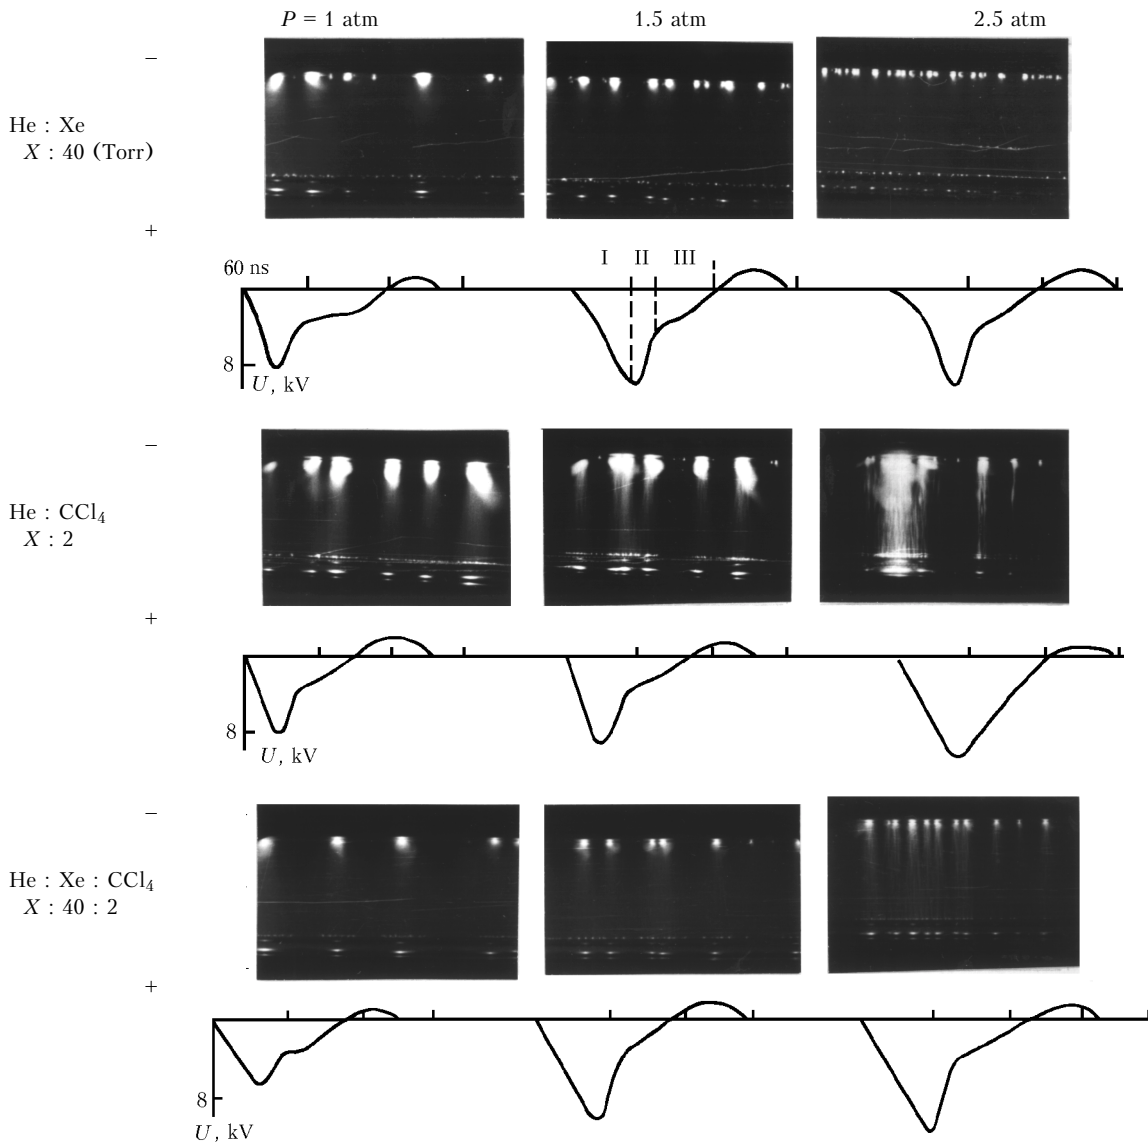 P = 1 atm 1.5 atm 2.5 atm
−
He : Xe
X : 40 (Torr)
+
60 ns I II III
8
U, kV
−
He : CCl₄
X : 2
+
8
U, kV
−
He : Xe : CCl₄
X : 40 : 2
+
8
U, kV